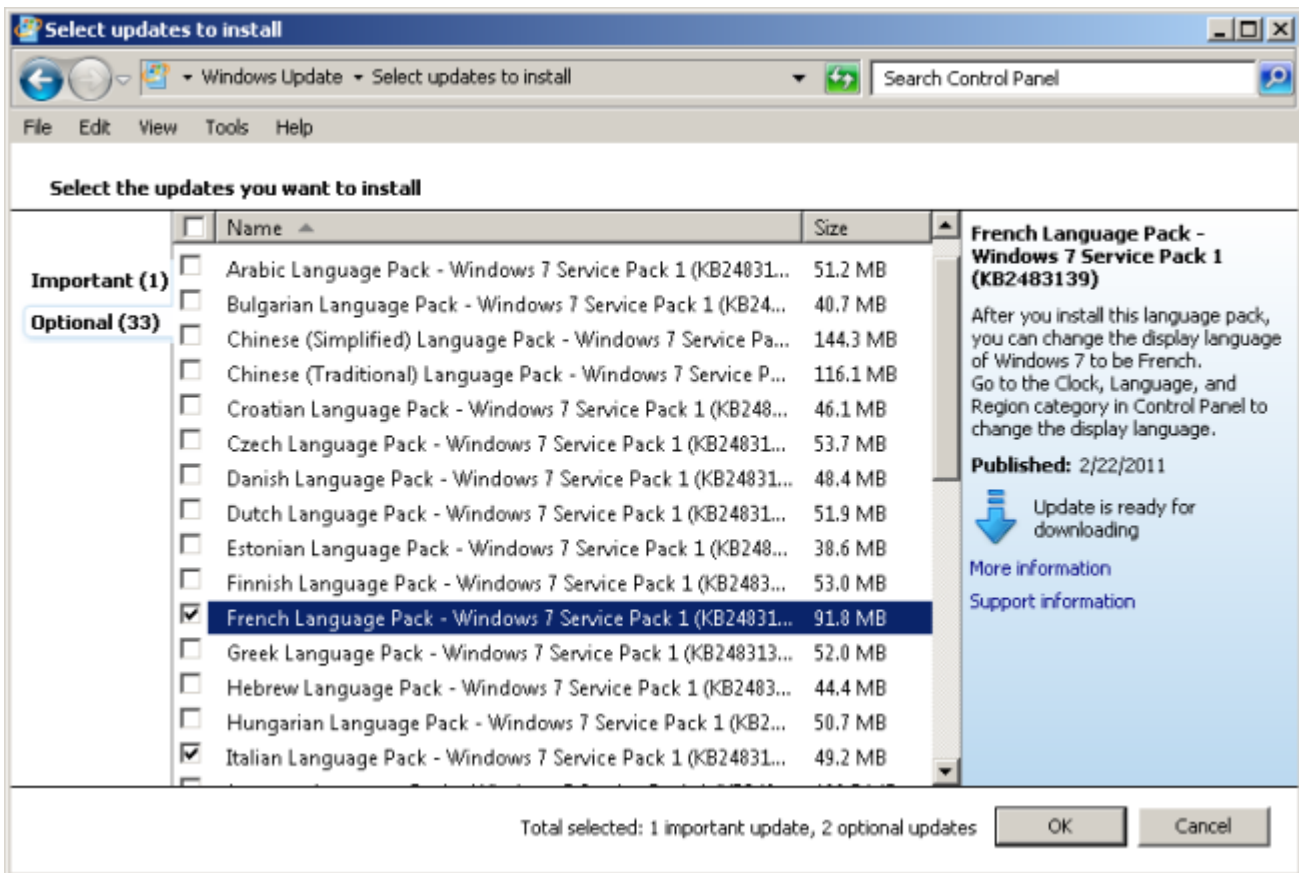 Select updates to install
Windows Update Select updates to install
Search Control Panel
File Edit View Tools Help
Select the updates you want to install
Important (1)
Optional (33)
Name Size
Arabic Language Pack - Windows 7 Service Pack 1 (KB24831... 51.2 MB
Bulgarian Language Pack - Windows 7 Service Pack 1 (KB24... 40.7 MB
Chinese (Simplified) Language Pack - Windows 7 Service Pa... 144.3 MB
Chinese (Traditional) Language Pack - Windows 7 Service P... 116.1 MB
Croatian Language Pack - Windows 7 Service Pack 1 (KB248... 46.1 MB
Czech Language Pack - Windows 7 Service Pack 1 (KB24831... 53.7 MB
Danish Language Pack - Windows 7 Service Pack 1 (KB24831... 48.4 MB
Dutch Language Pack - Windows 7 Service Pack 1 (KB24831... 51.9 MB
Estonian Language Pack - Windows 7 Service Pack 1 (KB248... 38.6 MB
Finnish Language Pack - Windows 7 Service Pack 1 (KB2483... 53.0 MB
French Language Pack - Windows 7 Service Pack 1 (KB24831... 91.8 MB
Greek Language Pack - Windows 7 Service Pack 1 (KB248313... 52.0 MB
Hebrew Language Pack - Windows 7 Service Pack 1 (KB2483... 44.4 MB
Hungarian Language Pack - Windows 7 Service Pack 1 (KB2... 50.7 MB
Italian Language Pack - Windows 7 Service Pack 1 (KB24831... 49.2 MB
French Language Pack -
Windows 7 Service Pack 1
(KB2483139)
After you install this language pack,
you can change the display language
of Windows 7 to be French.
Go to the Clock, Language, and
Region category in Control Panel to
change the display language.
Published: 2/22/2011
Update is ready for
downloading
More information
Support information
Total selected: 1 important update, 2 optional updates
OK Cancel